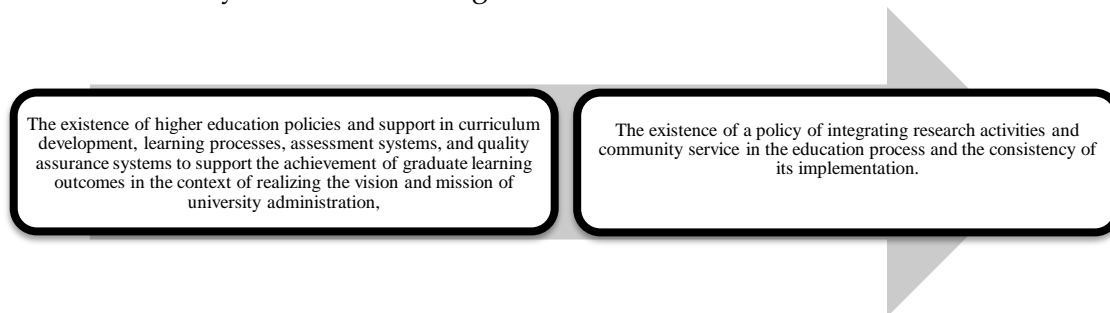 The existence of higher education policies and support in curriculum
development, learning processes, assessment systems, and quality
assurance systems to support the achievement of graduate learning
outcomes in the context of realizing the vision and mission of
university administration,
The existence of a policy of integrating research activities and
community service in the education process and the consistency of
its implementation.